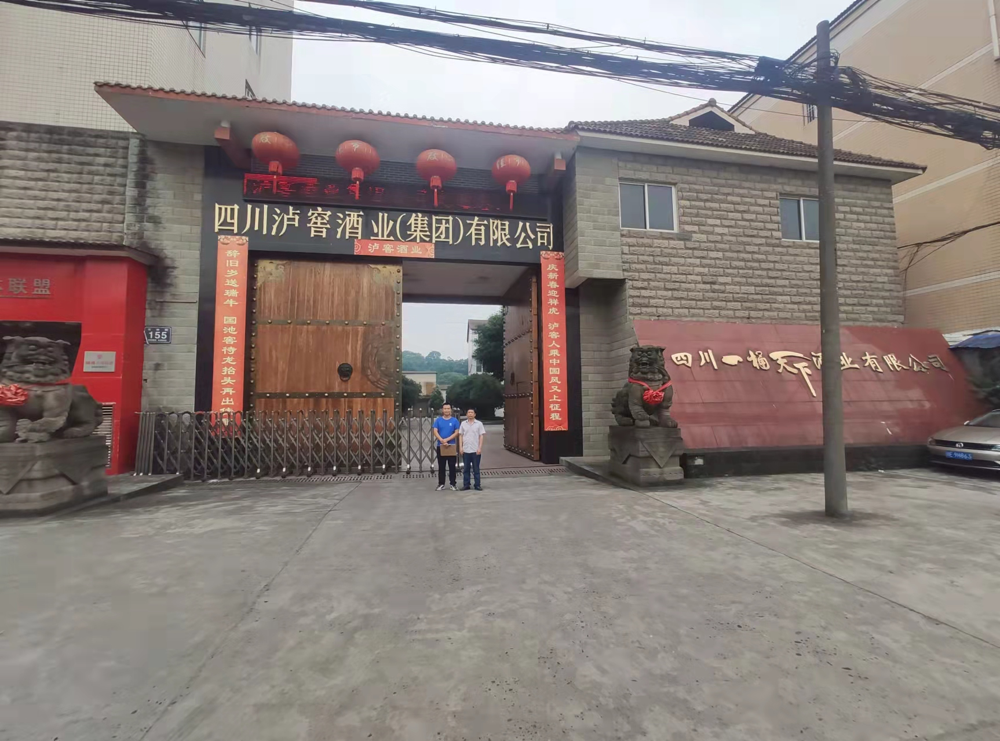 四川泸窖酒业(集团)有限公司
泸窖酒业
辞旧岁送瑞牛 国池窖待龙抬头再出
庆新春迎祥虎 泸窖人乘中国风又上征程
联盟
155
四川一桶天下酒业有限公司